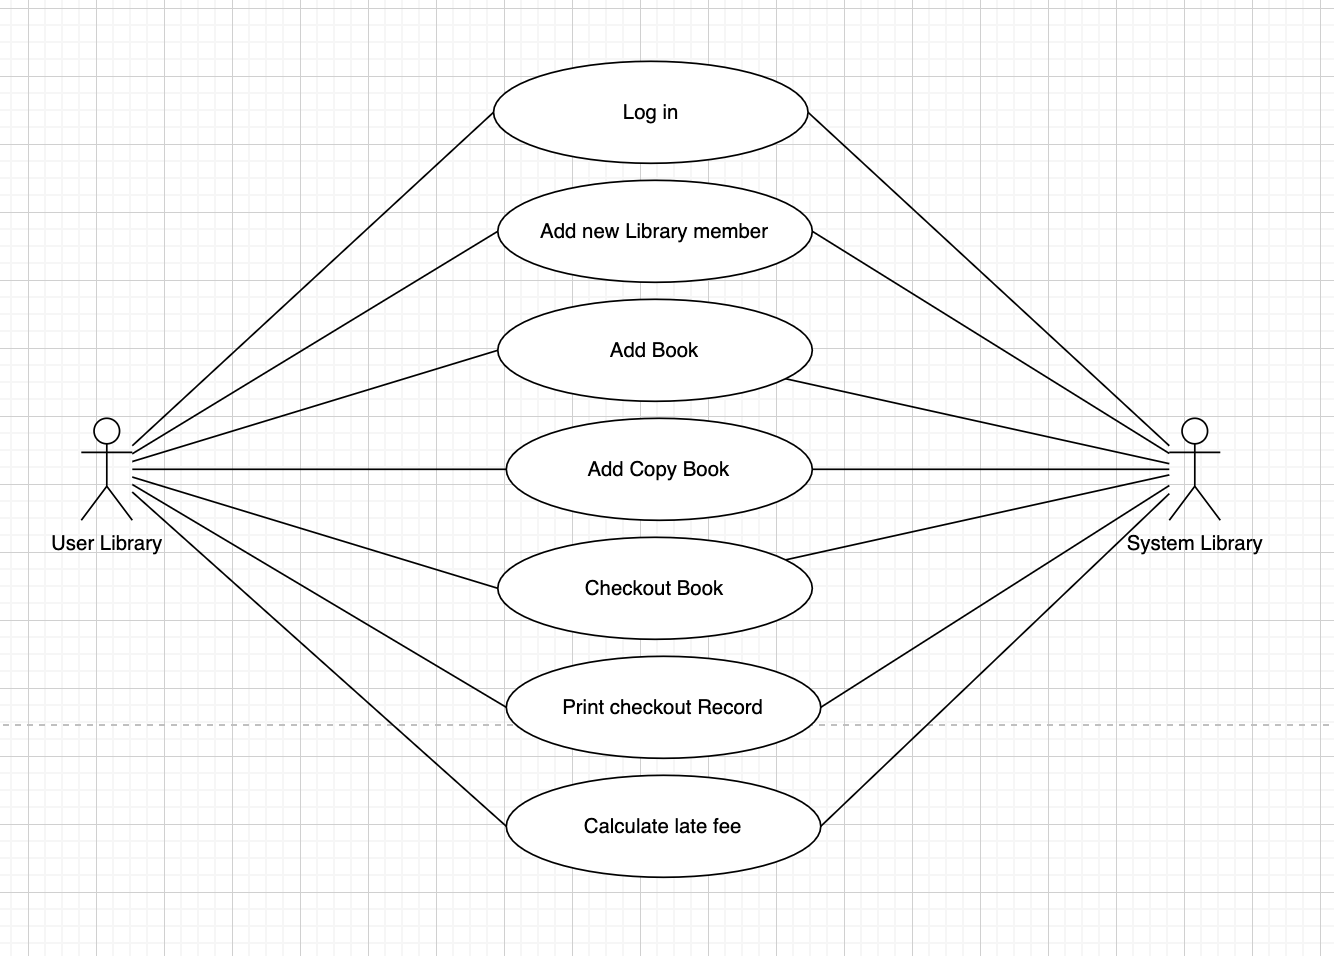 Log in
Add new Library member
Add Book
Add Copy Book
User Library
System Library
Checkout Book
Print checkout Record
Calculate late fee